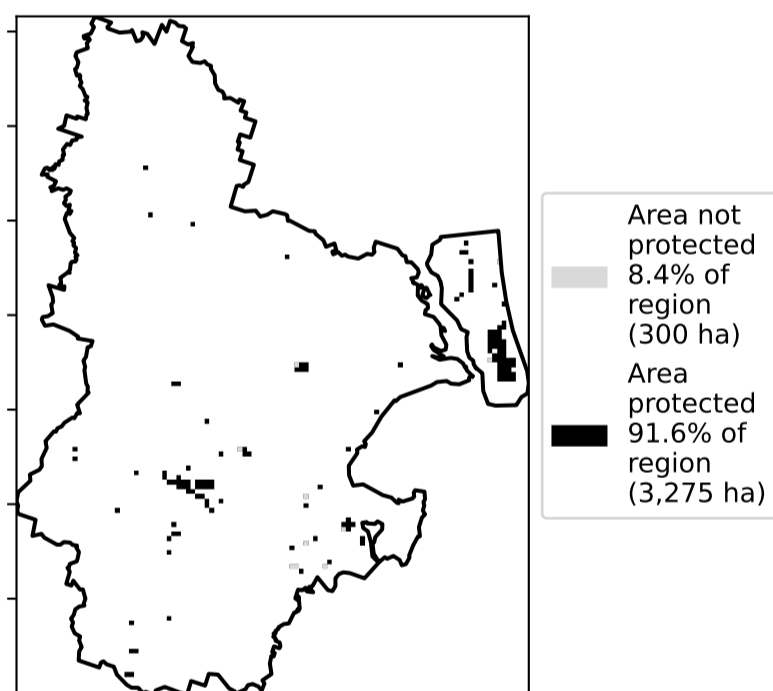 Area not
protected
8.4% of
region
(300 ha)
Area
protected
91.6% of
region
(3,275 ha)